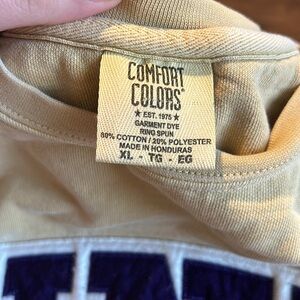 COMFORT
COLORS®
★ EST. 1975 ★
GARMENT DYE
RING SPUN
80% COTTON / 20% POLYESTER
MADE IN HONDURAS
XL - TG - EG